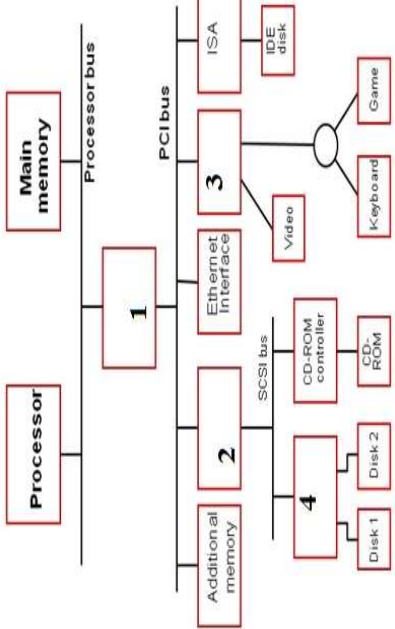 Processor
Main
memory
Processor bus
1
PCI bus
Additional
memory
2
Ethernet
Interface
3
ISA
SCSI bus
Video
IDE
disk
4
CD-ROM
controller
Disk 1
Disk 2
CD-
ROM
Keyboard
Game